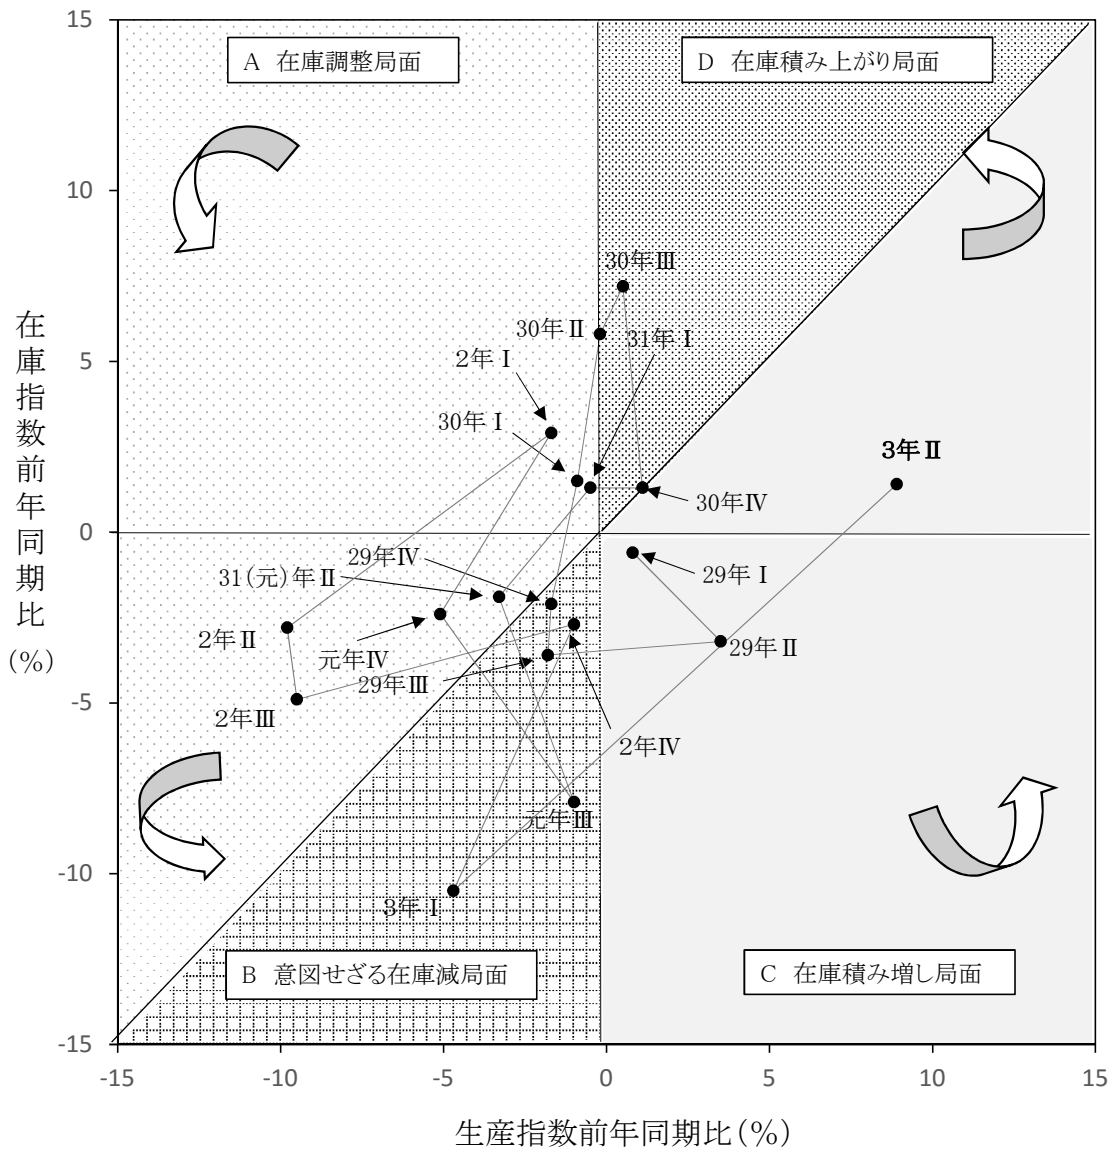 15
A 在庫調整局面
D 在庫積み上がり局面
10
30年Ⅲ
30年Ⅱ
31年Ⅰ
2年Ⅰ
5
30年Ⅰ
3年Ⅱ
30年Ⅳ
在庫指数前年同期比
(%)
0
29年Ⅳ
31(元)年Ⅱ
29年Ⅰ
2年Ⅱ
元年Ⅳ
29年Ⅱ
29年Ⅲ
-5
2年Ⅲ
2年Ⅳ
元年Ⅲ
-10
3年Ⅰ
B 意図せざる在庫減局面
C 在庫積み増し局面
-15
-15 -10 -5 0 5 10 15
生産指数前年同期比(%)